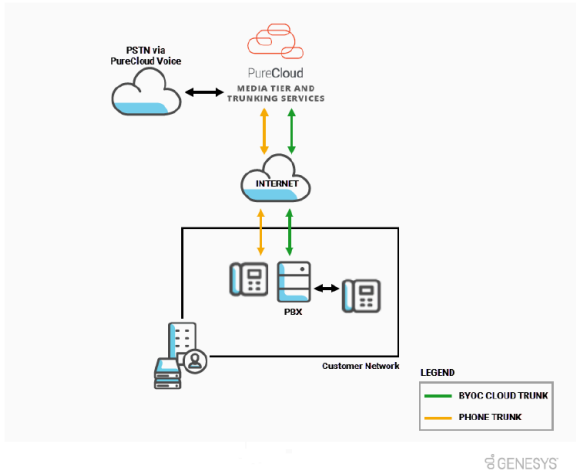 PSTN via
PureCloud Voice
PureCloud
MEDIA TIER AND
TRUNKING SERVICES
INTERNET
PBX
Customer Network
LEGEND
BYOC CLOUD TRUNK
PHONE TRUNK
GENESYS